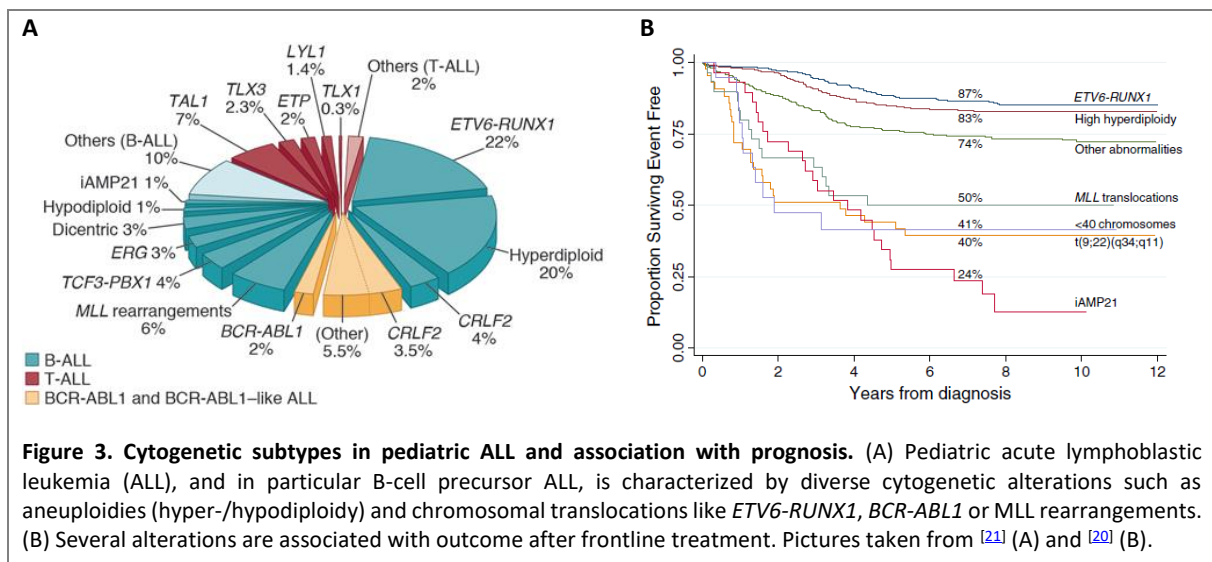 A
LYL1
1.4%
Others (T-ALL)
2%
TLX3
2.3%
ETP
2%
TLX1
0.3%
TAL1
7%
ETV6-RUNX1
22%
Others (B-ALL)
10%
iAMP21 1%
Hypodiploid 1%
Dicentric 3%
ERG 3%
TCF3-PBX1 4%
MLL rearrangements
6%
BCR-ABL1
2%
(Other)
5.5%
CRLF2
3.5%
CRLF2
4%
Hyperdiploid
20%
B-ALL
T-ALL
BCR-ABL1 and BCR-ABL1–like ALL
B
Proportion Surviving Event Free
1.00
0.75
0.50
0.25
0.00
87%
ETV6-RUNX1
83%
High hyperdiploidy
74%
Other abnormalities
50%
MLL translocations
41%
<40 chromosomes
40%
t(9;22)(q34;q11)
24%
iAMP21
0
2
4
6
8
10
12
Years from diagnosis
Figure 3. Cytogenetic subtypes in pediatric ALL and association with prognosis. (A) Pediatric acute lymphoblastic
leukemia (ALL), and in particular B-cell precursor ALL, is characterized by diverse cytogenetic alterations such as
aneuploidies (hyper-/hypodiploidy) and chromosomal translocations like ETV6-RUNX1, BCR-ABL1 or MLL rearrangements.
(B) Several alterations are associated with outcome after frontline treatment. Pictures taken from [21] (A) and [20] (B).